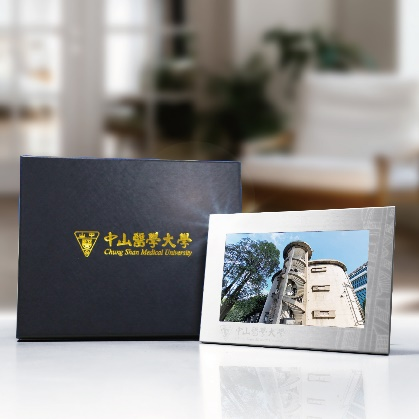 中山醫學大學
Chung Shan Medical University